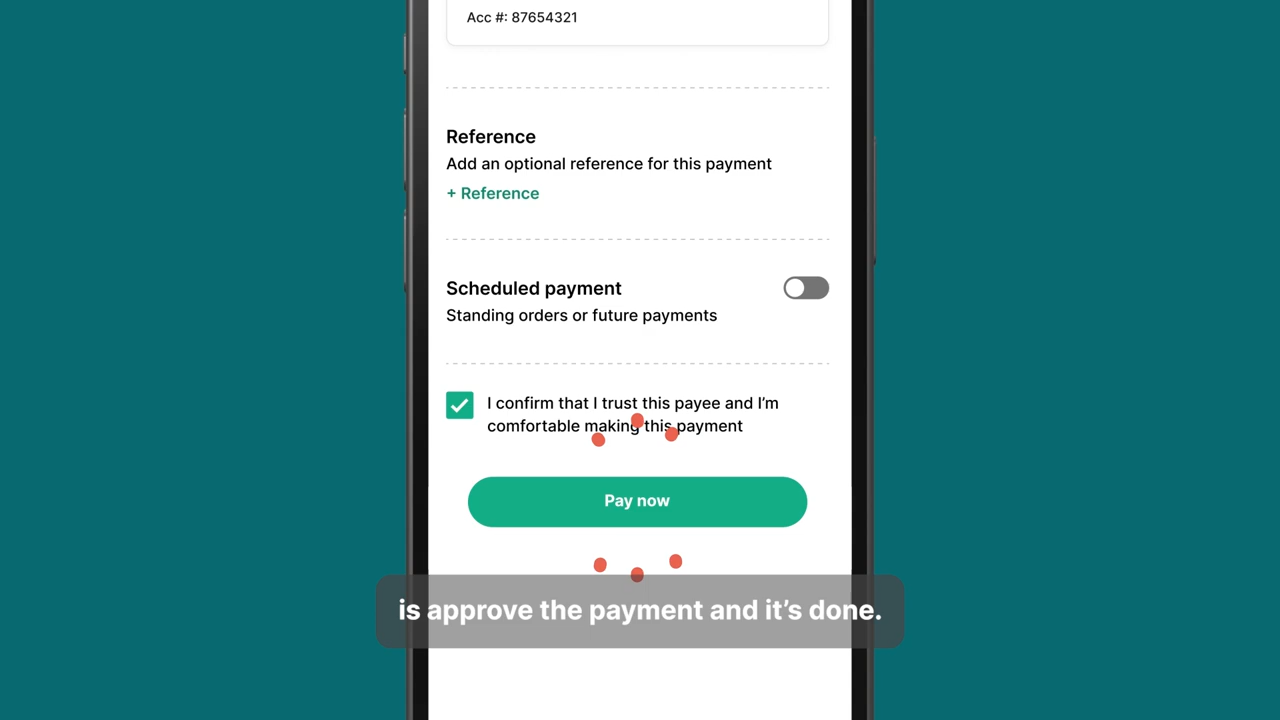 Acc #: 87654321
Reference
Add an optional reference for this payment
+ Reference
Scheduled payment
Standing orders or future payments
I confirm that I trust this payee and I’m
comfortable making this payment
Pay now
is approve the payment and it’s done.